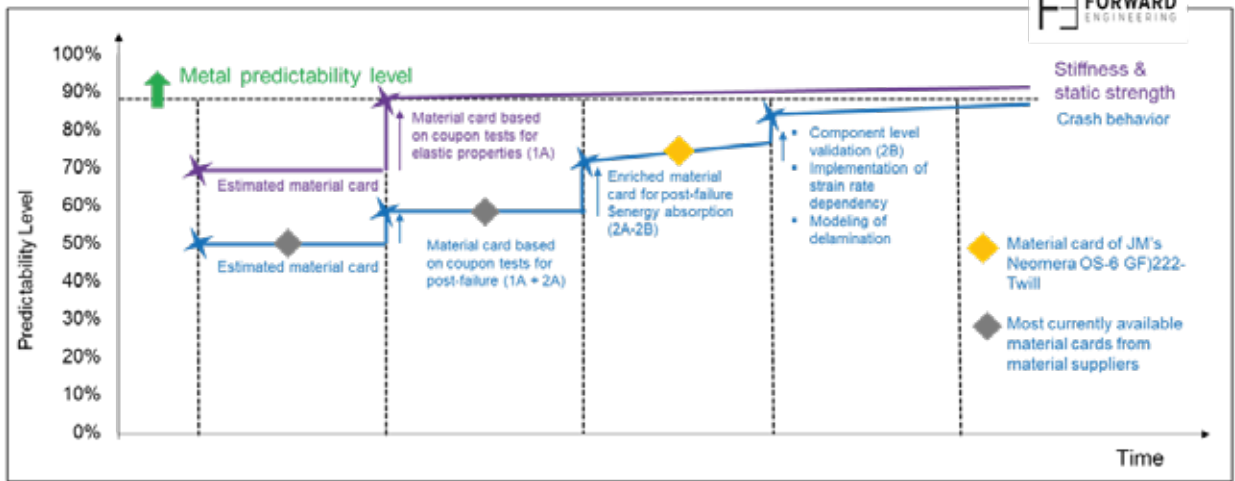 FORWARD
ENGINEERING
100%
90%
80%
70%
60%
50%
40%
30%
20%
10%
0%
Predictability Level
Metal predictability level
Stiffness &
static strength
Crash behavior
Material card based
on coupon tests for
elastic properties (1A)
Estimated material card
Estimated material card
Material card based
on coupon tests for
post-failure (1A + 2A)
Enriched material
card for post-failure
$energy absorption
(2A-2B)
▪ Component level
validation (2B)
▪ Implementation of
strain rate
dependency
▪ Modeling of
delamination
Material card of JM's
Neomera OS-6 GF)222-
Twill
Most currently available
material cards from
material suppliers
Time